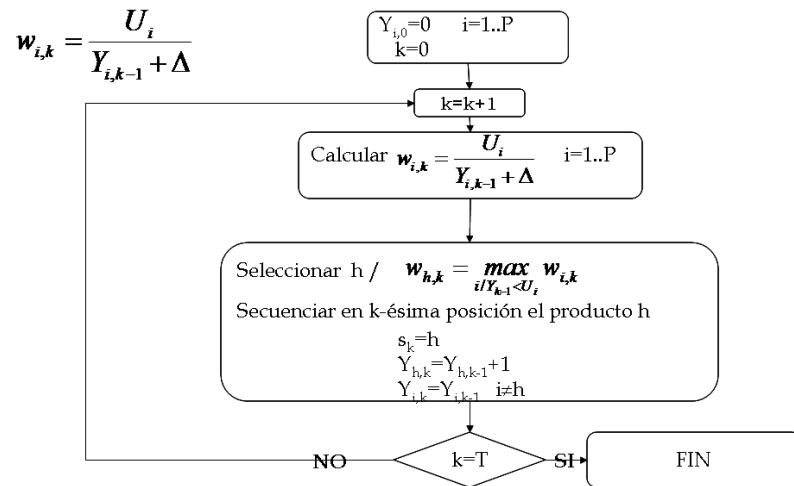 w_{i,k} = U_i / (Y_{i,k-1} + Δ)
Y_{i,0}=0 i=1..P
k=0
k=k+1
Calcular w_{i,k} = U_i / (Y_{i,k-1} + Δ) i=1..P
Seleccionar h / w_{h,k} = max_{i/Y_{ik-1}<U_i} w_{i,k}
Secuenciar en k-ésima posición el producto h
s_k=h
Y_{h,k}=Y_{h,k-1}+1
Y_{i,k}=Y_{i,k-1} i≠h
k=T
NO
SI
FIN